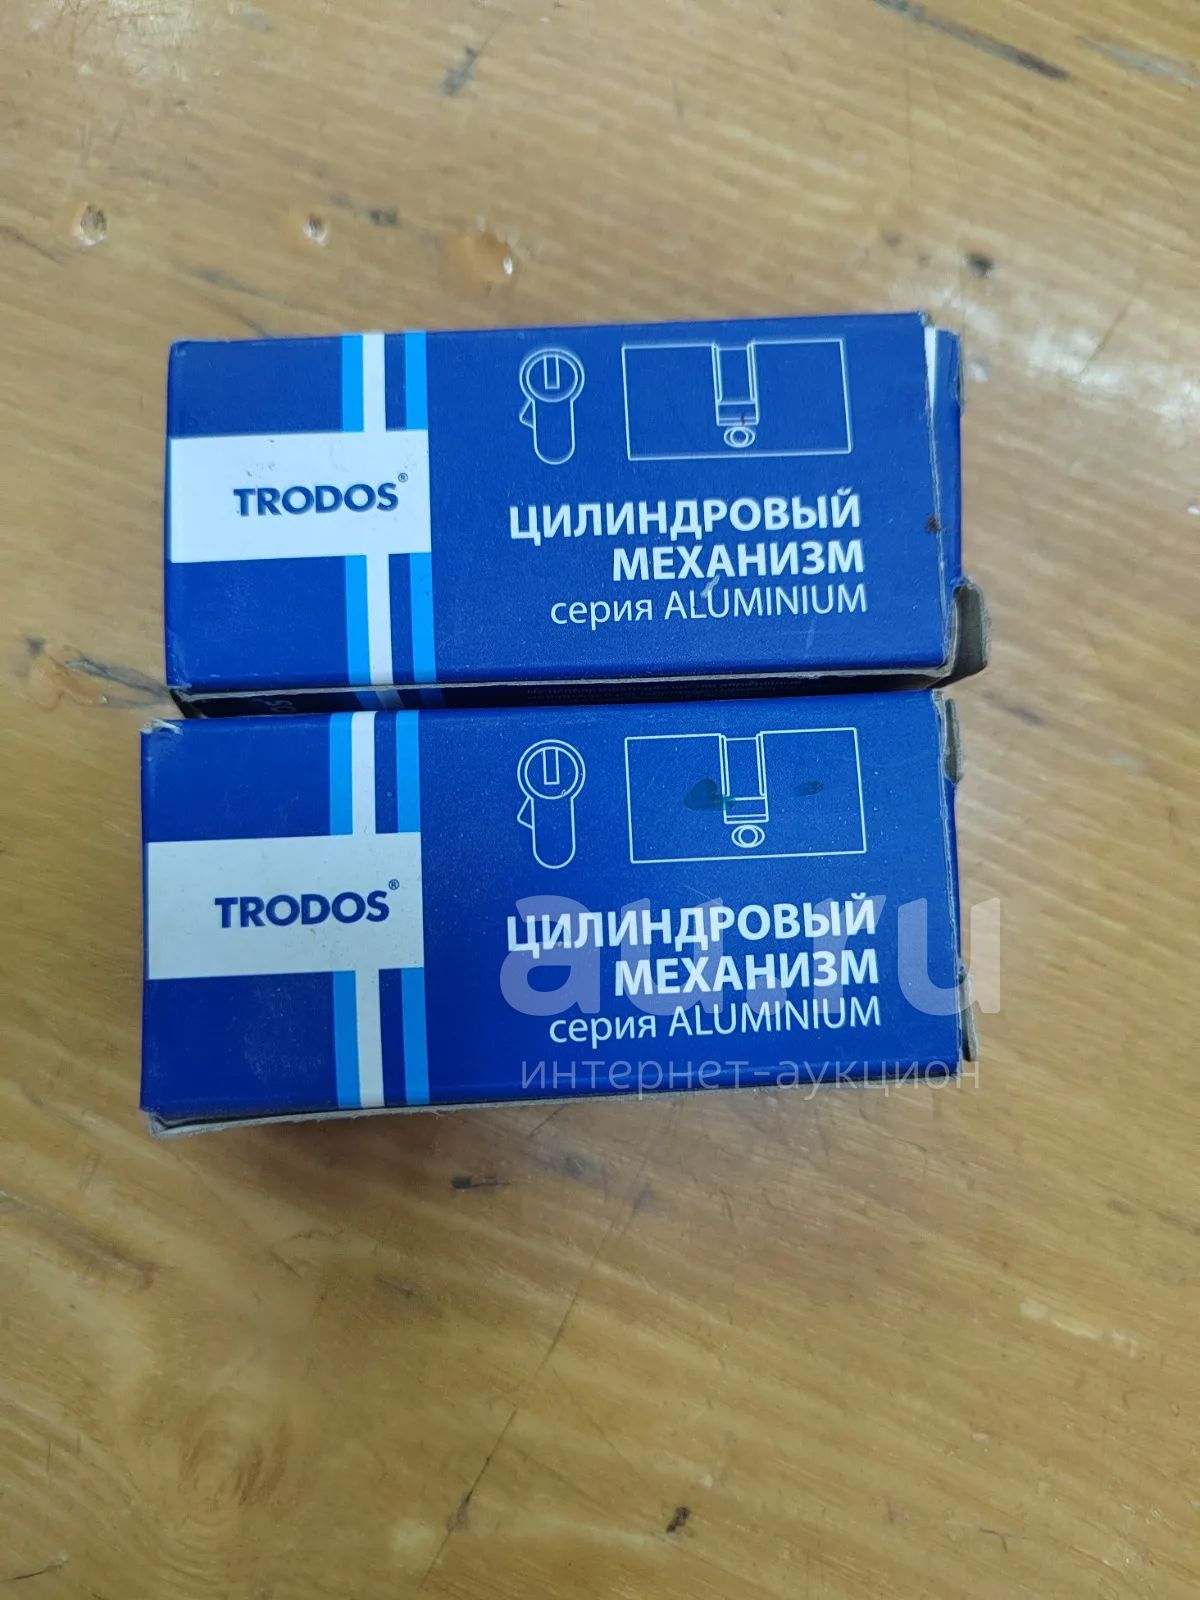 TRODOS®
ЦИЛИНДРОВЫЙ
МЕХАНИЗМ
серия ALUMINIUM
TRODOS®
ЦИЛИНДРОВЫЙ
МЕХАНИЗМ
серия ALUMINIUM
au.ru
интернет-аукцион